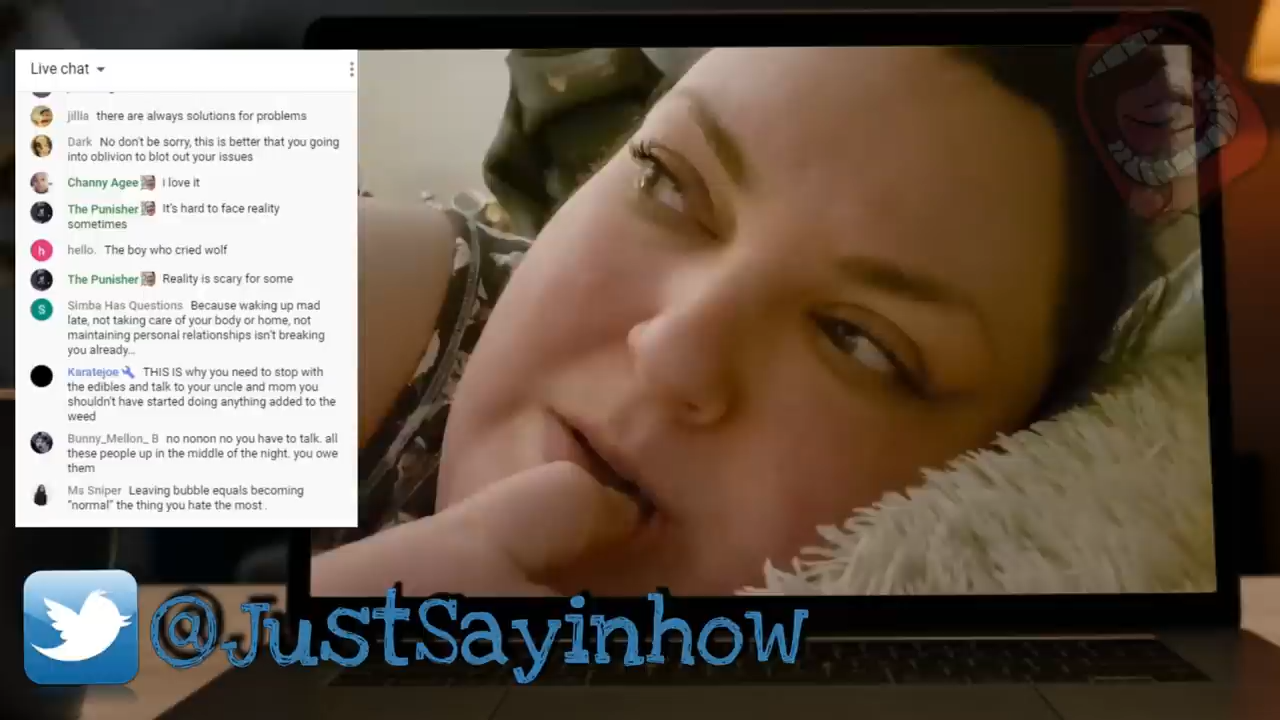 Live chat
jillia there are always solutions for problems
Dark No don't be sorry, this is better that you going
into oblivion to blot out your issues
Channy Agee I love it
The Punisher It's hard to face reality
sometimes
hello. The boy who cried wolf
The Punisher Reality is scary for some
Simba Has Questions Because waking up mad
late, not taking care of your body or home, not
maintaining personal relationships isn't breaking
you already...
Karatejoe THIS IS why you need to stop with
the edibles and talk to your uncle and mom you
shouldn't have started doing anything added to the
weed
Bunny_Mellon_ B no nonon no you have to talk. all
these people up in the middle of the night. you owe
them
Ms Sniper Leaving bubble equals becoming
"normal" the thing you hate the most .
@JustSayinhow